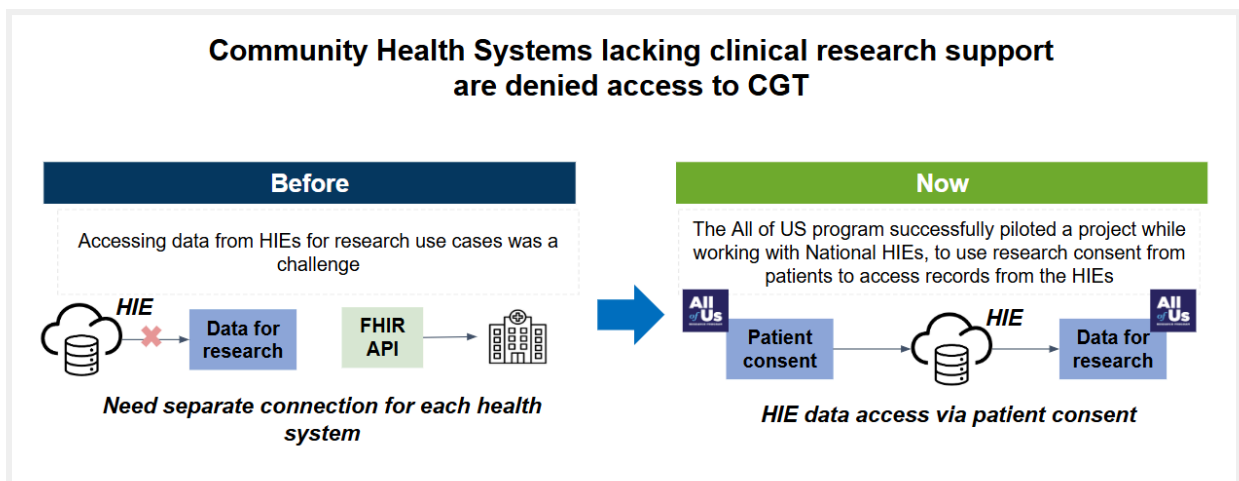 Community Health Systems lacking clinical research support
are denied access to CGT
Before
Accessing data from HIEs for research use cases was a
challenge
HIE
Data for
research
FHIR
API
Need separate connection for each health
system
Now
The All of US program successfully piloted a project while
working with National HIEs, to use research consent from
patients to access records from the HIEs
All
of Us
RESEARCH PROGRAM
Patient
consent
HIE
All
of Us
RESEARCH PROGRAM
Data for
research
HIE data access via patient consent